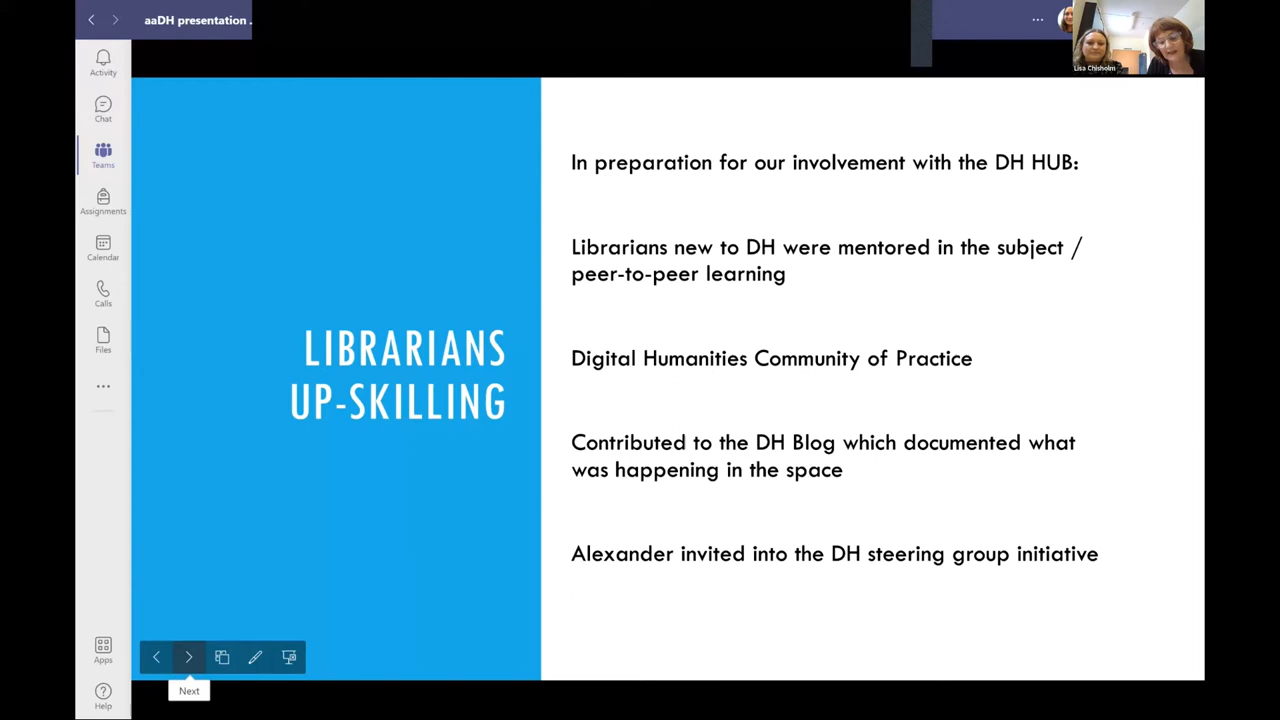 aaDH presentation .
...
Lisa Chisholm
Activity
Chat
Teams
Assignments
Calendar
Calls
Files
...
Apps
Help
LIBRARIANS
UP-SKILLING
In preparation for our involvement with the DH HUB:
Librarians new to DH were mentored in the subject /
peer-to-peer learning
Digital Humanities Community of Practice
Contributed to the DH Blog which documented what
was happening in the space
Alexander invited into the DH steering group initiative
Next